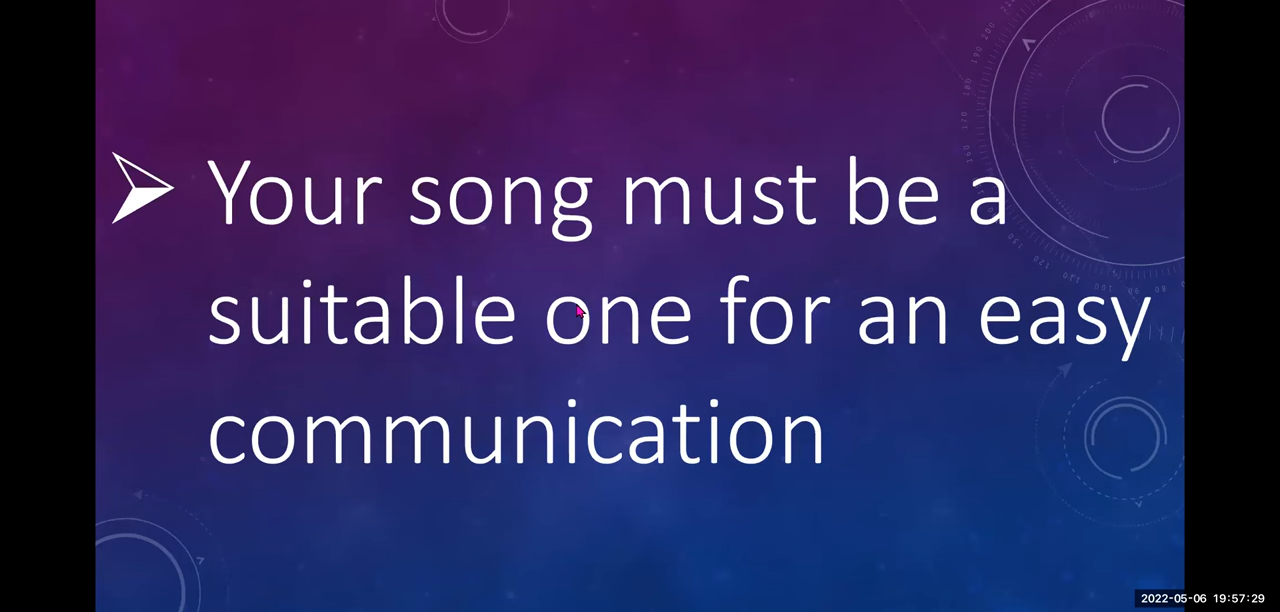 Your song must be a
suitable one for an easy
communication
2022-05-06 19:57:29